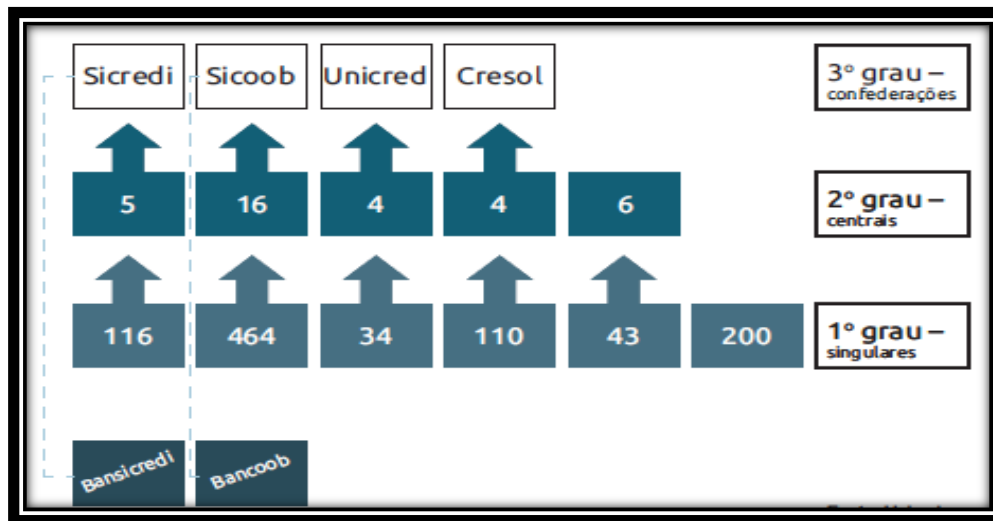 Sicredi Sicoob Unicred Cresol 3º grau –
confederações
5 16 4 4 6 2º grau –
centrais
116 464 34 110 43 200 1º grau –
singulares
Bansicredi Bancoob